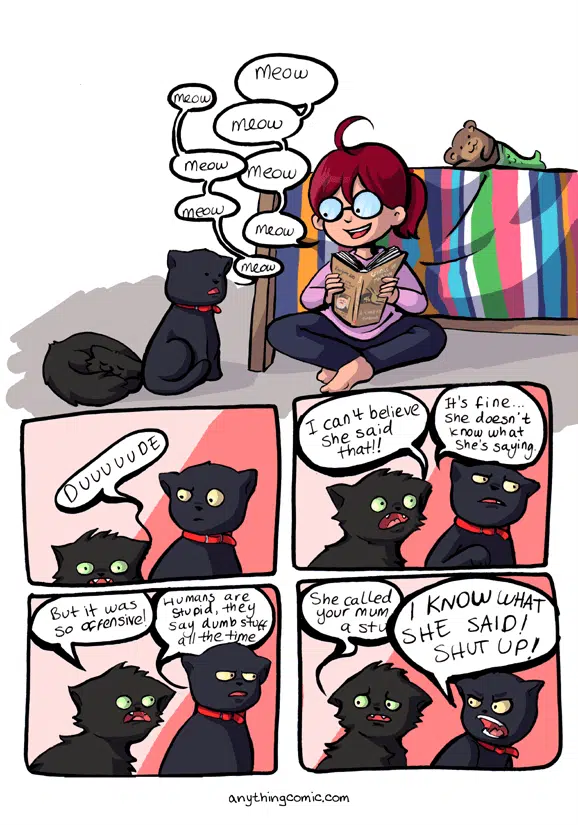 meow
meow
meow
meow
meow
meow
meow
meow
DUUUUUDE
I can't believe
she said
that!!
It's fine...
she doesn't
know what
she's saying.
But it was
so offensive!
Humans are
stupid, they
say dumb stuff
all the time
She called
your mum
a stu
I KNOW WHAT
SHE SAID!
SHUT UP!
anythingcomic.com